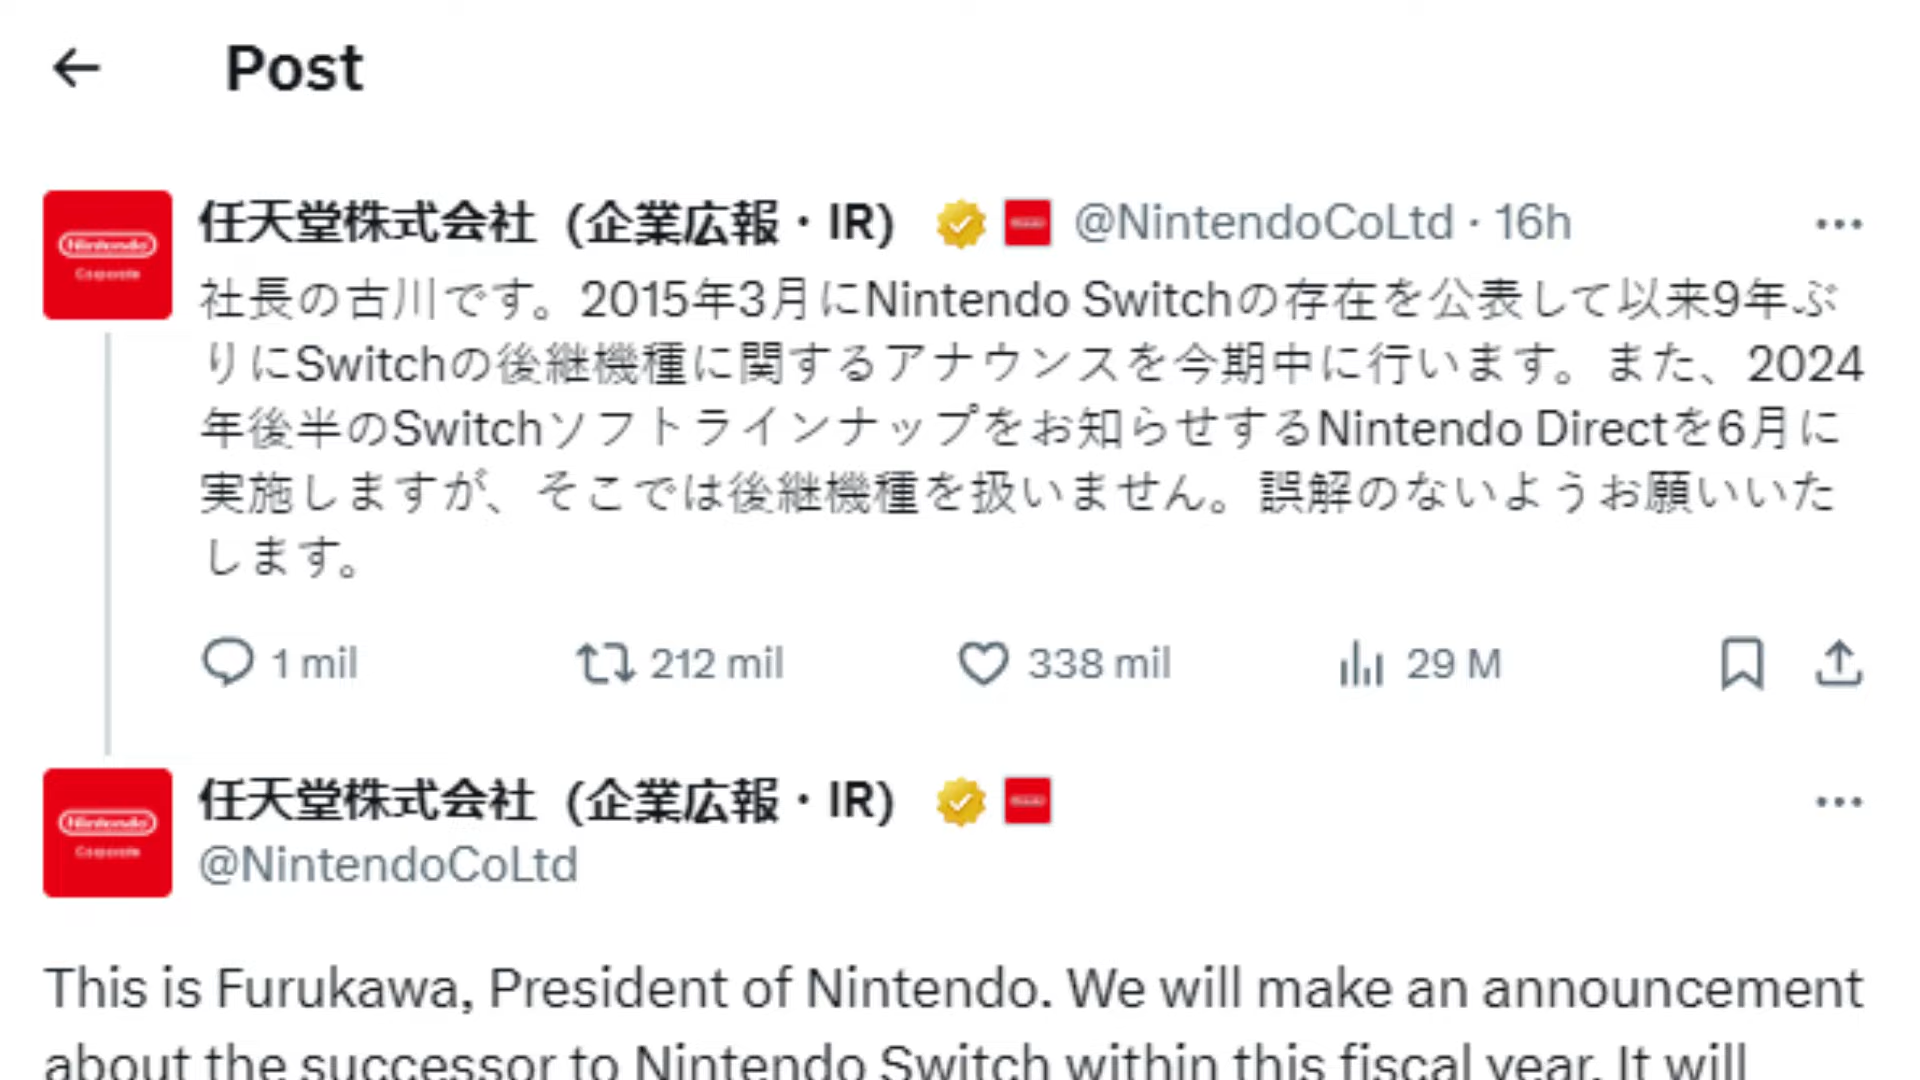 Post
任天堂株式会社（企業広報・IR） @NintendoCoLtd · 16h
社長の古川です。2015年3月にNintendo Switchの存在を公表して以来9年ぶ
りにSwitchの後継機種に関するアナウンスを今期中に行います。また、2024
年後半のSwitchソフトラインナップをお知らせするNintendo Directを6月に
実施しますが、そこでは後継機種を扱いません。誤解のないようお願いいた
します。
1 mil 212 mil 338 mil 29 M
任天堂株式会社（企業広報・IR）
@NintendoCoLtd
Nintendo
Corporate
Nintendo
Corporate
This is Furukawa, President of Nintendo. We will make an announcement
about the successor to Nintendo Switch within this fiscal year. It will